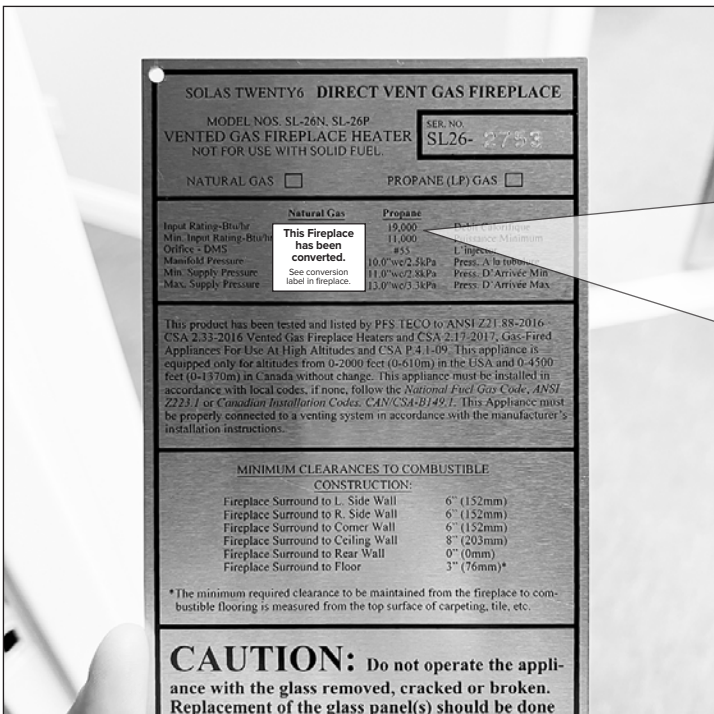 SOLAS TWENTY6 DIRECT VENT GAS FIREPLACE
MODEL NOS. SL-26N, SL-26P
VENTED GAS FIREPLACE HEATER
NOT FOR USE WITH SOLID FUEL.
SER. NO.
SL26- 2753
NATURAL GAS
PROPANE (LP) GAS
Natural Gas Propane
Input Rating-Btu/hr 19,000 Débit Calorifique
Min. Input Rating-Btu/hr 11,000 Puissance Minimum
Orifice - DMS #55 L'injecteur
Manifold Pressure 10.0"wc/2.5kPa Press. A la tubulure
Min. Supply Pressure 11.0"wc/2.8kPa Press. D'Arrivée Min
Max. Supply Pressure 13.0"wc/3.3kPa Press. D'Arrivée Max
This Fireplace
has been
converted.
See conversion
label in fireplace.
This product has been tested and listed by PFS TECO to ANSI Z21.88-2016
CSA 2.33-2016 Vented Gas Fireplace Heaters and CSA 2.17-2017, Gas-Fired
Appliances For Use At High Altitudes and CSA P.4.1-09. This appliance is
equipped only for altitudes from 0-2000 feet (0-610m) in the USA and 0-4500
feet (0-1370m) in Canada without change. This appliance must be installed in
accordance with local codes, if none, follow the National Fuel Gas Code, ANSI
Z223.1 or Canadian Installation Codes, CAN/CSA-B149.1. This Appliance must
be properly connected to a venting system in accordance with the manufacturer's
installation instructions.
MINIMUM CLEARANCES TO COMBUSTIBLE
CONSTRUCTION:
Fireplace Surround to L. Side Wall 6" (152mm)
Fireplace Surround to R. Side Wall 6" (152mm)
Fireplace Surround to Corner Wall 6" (152mm)
Fireplace Surround to Ceiling Wall 8" (203mm)
Fireplace Surround to Rear Wall 0" (0mm)
Fireplace Surround to Floor 3" (76mm)*
*The minimum required clearance to be maintained from the fireplace to com-
bustible flooring is measured from the top surface of carpeting, tile, etc.
CAUTION: Do not operate the appli-
ance with the glass removed, cracked or broken.
Replacement of the glass panel(s) should be done